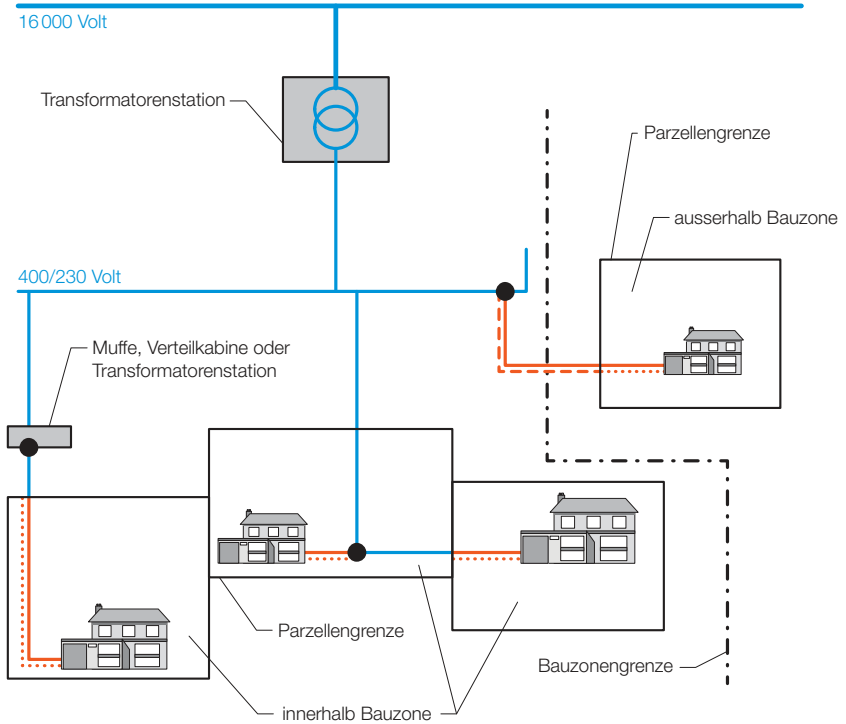 16 000 Volt
Transformatorenstation
Parzellengrenze
ausserhalb Bauzone
400/230 Volt
Muffe, Verteilkabine oder
Transformatorenstation
Parzellengrenze
Bauzonengrenze
innerhalb Bauzone